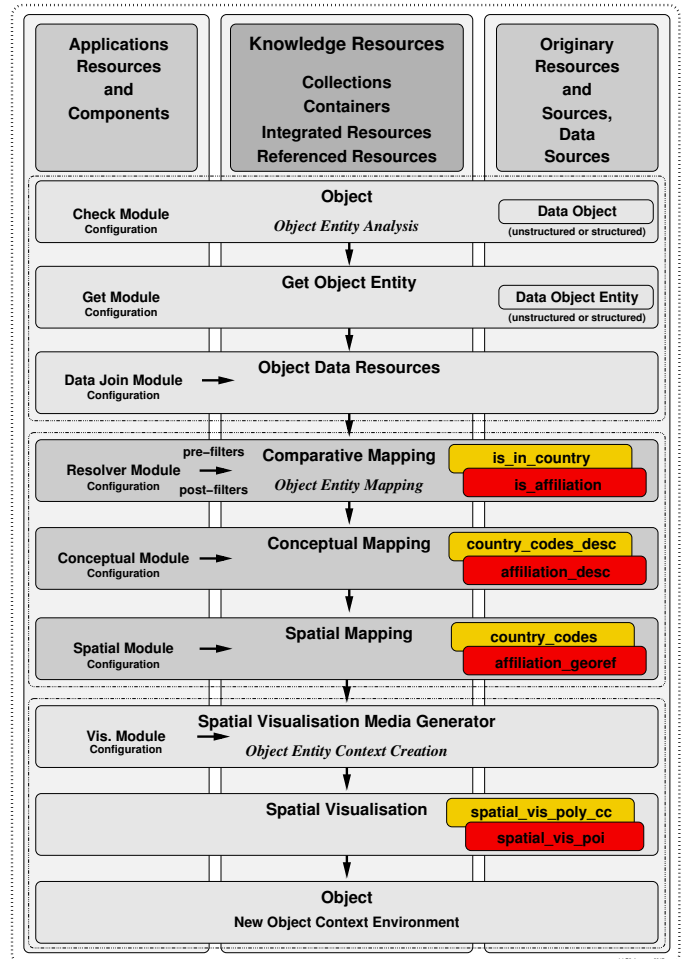 Applications
Resources
and
Components
Knowledge Resources
Collections
Containers
Integrated Resources
Referenced Resources
Originary
Resources
and
Sources,
Data
Sources
Object
Check Module
Configuration
Object Entity Analysis
Data Object
(unstructured or structured)
Get Object Entity
Get Module
Configuration
Data Object Entity
(unstructured or structured)
Object Data Resources
Data Join Module
Configuration
pre−filters
Comparative Mapping
is_in_country
Resolver Module
Configuration
post−filters
Object Entity Mapping
is_affiliation
Conceptual Mapping
country_codes_desc
Conceptual Module
Configuration
affiliation_desc
Spatial Mapping
country_codes
Spatial Module
Configuration
affiliation_georef
Spatial Visualisation Media Generator
Vis. Module
Configuration
Object Entity Context Creation
Spatial Visualisation
spatial_vis_poly_cc
spatial_vis_poi
Object
New Object Context Environment